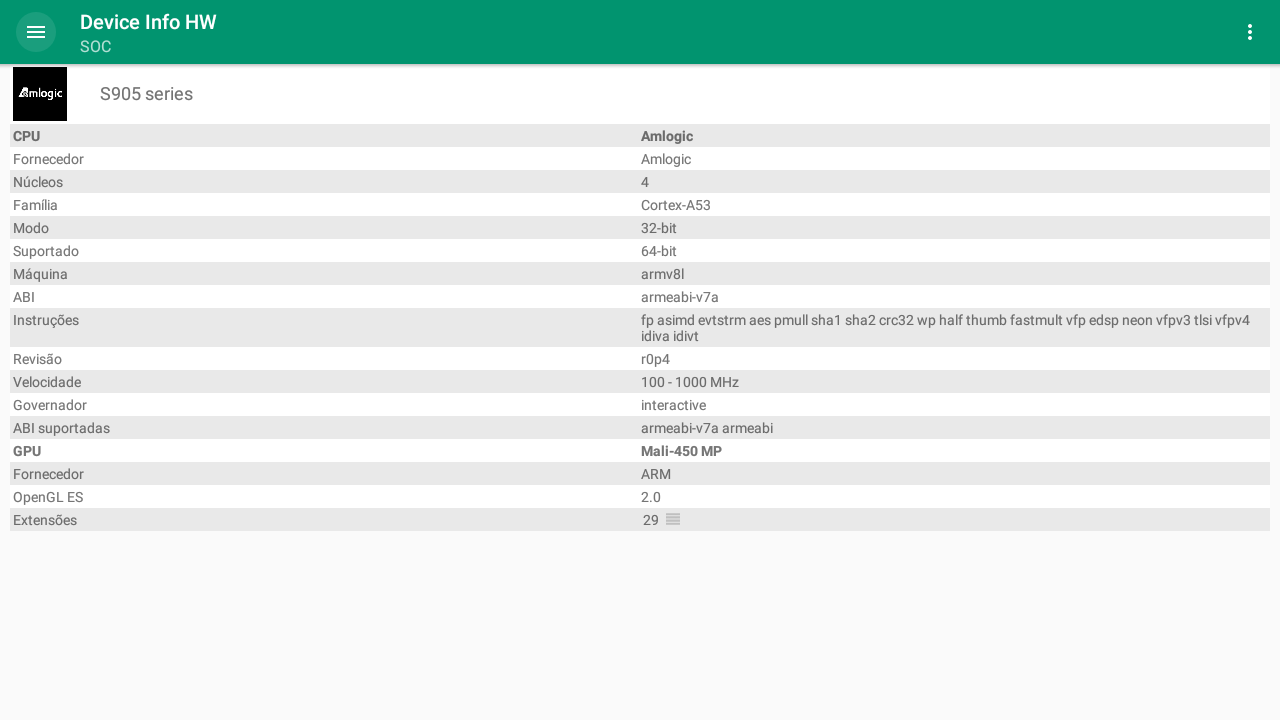 Device Info HW
SOC
Amlogic
S905 series
CPU Amlogic
Fornecedor Amlogic
Núcleos 4
Família Cortex-A53
Modo 32-bit
Suportado 64-bit
Máquina armv8l
ABI armeabi-v7a
Instruções fp asimd evtstrm aes pmull sha1 sha2 crc32 wp half thumb fastmult vfp edsp neon vfpv3 tlsi vfpv4
idiva idivt
Revisão r0p4
Velocidade 100 - 1000 MHz
Governador interactive
ABI suportadas armeabi-v7a armeabi
GPU Mali-450 MP
Fornecedor ARM
OpenGL ES 2.0
Extensões 29